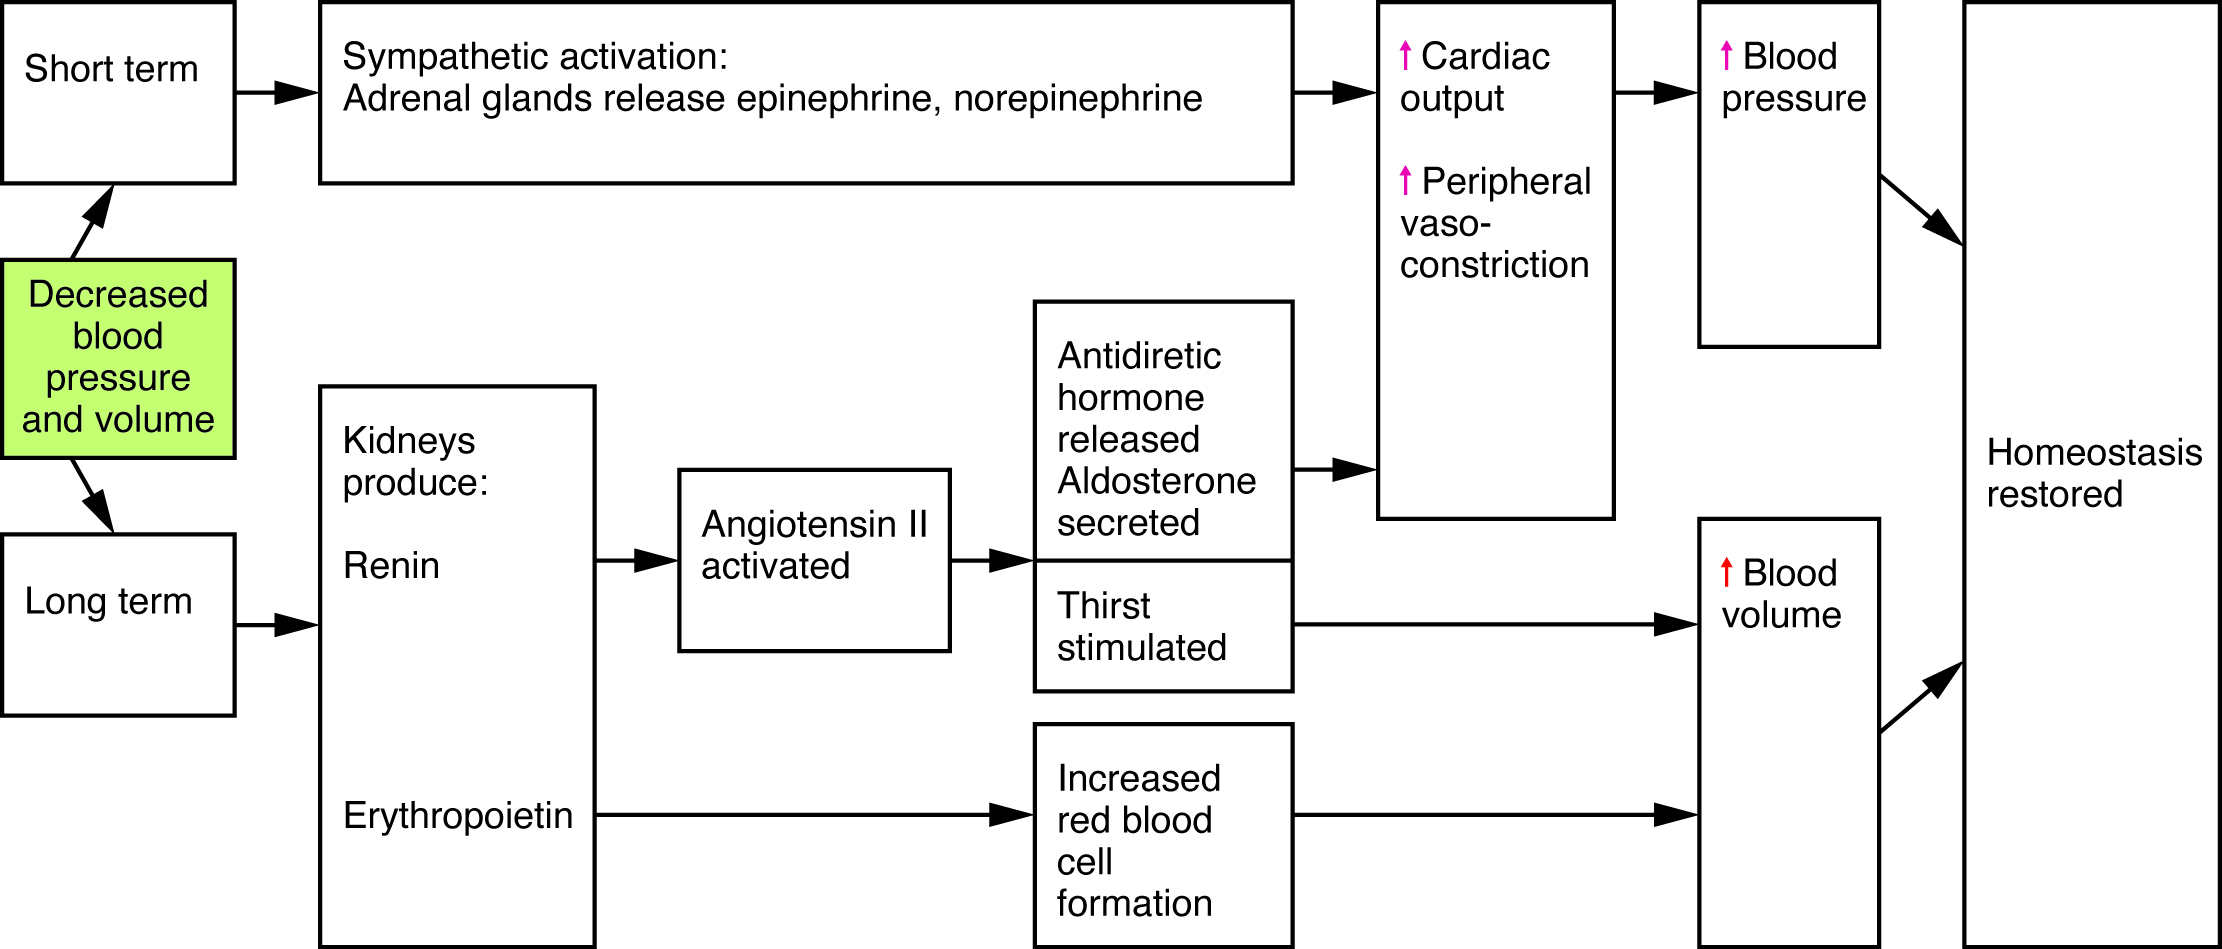 Short term
Sympathetic activation:
Adrenal glands release epinephrine, norepinephrine
↑ Cardiac
output
↑ Peripheral
vaso-
constriction
↑ Blood
pressure
Decreased
blood
pressure
and volume
Long term
Kidneys
produce:
Renin
Erythropoietin
Angiotensin II
activated
Antidiretic
hormone
released
Aldosterone
secreted
Thirst
stimulated
Increased
red blood
cell
formation
↑ Blood
volume
Homeostasis
restored